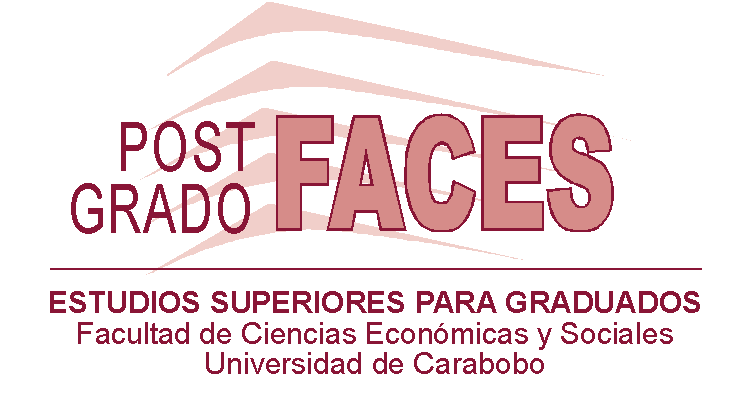 POST
GRADO
FACES
ESTUDIOS SUPERIORES PARA GRADUADOS
Facultad de Ciencias Económicas y Sociales
Universidad de Carabobo